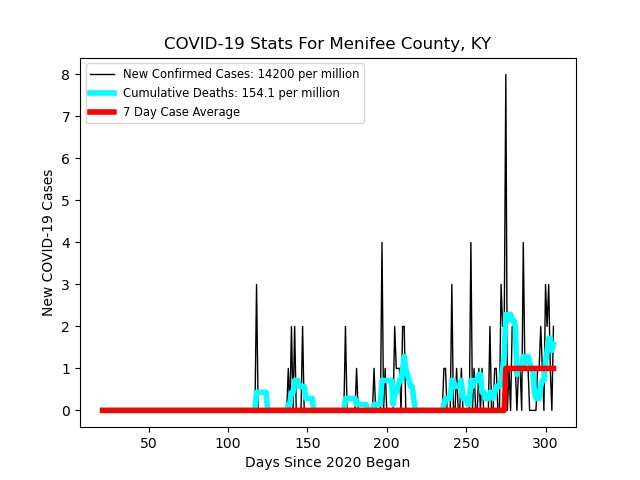 COVID-19 Stats For Menifee County, KY
New Confirmed Cases: 14200 per million
Cumulative Deaths: 154.1 per million
7 Day Case Average
New COVID-19 Cases
8
7
6
5
4
3
2
1
0
50 100 150 200 250 300
Days Since 2020 Began